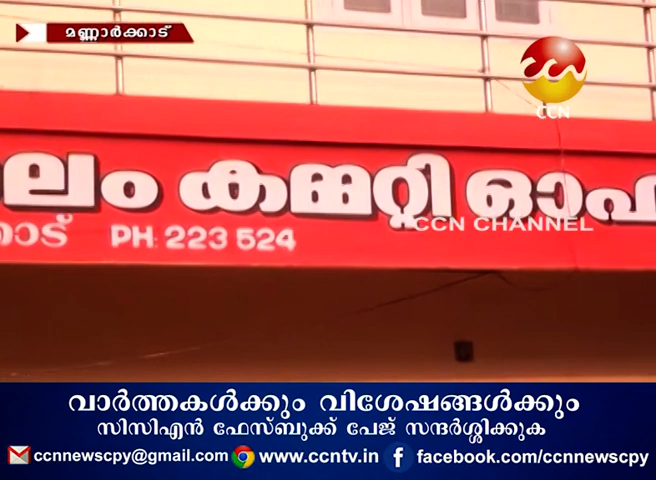 മണ്ണാർക്കാട്
CCN
ലം കമ്മറ്റി ഓഫ
CCN CHANNEL
PH: 223 524
വാർത്തകൾക്കും വിശേഷങ്ങൾക്കും
സിസിഎൻ ഫേസ്ബുക്ക് പേജ് സന്ദർശ്ശിക്കുക
ccnnewscpy@gmail.com www.ccntv.in facebook.com/ccnnewscpy